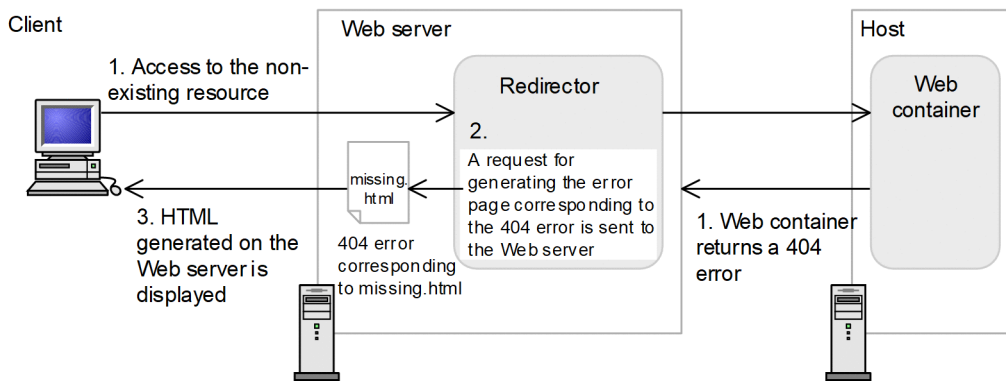 Client
Web server
Host
1. Access to the non-
existing resource
Redirector
Web
container
2.
A request for
generating the error
page corresponding to
the 404 error is sent to
the Web server
missing.
html
404 error
corresponding
to missing.html
1. Web container
returns a 404
error
3. HTML
generated on the
Web server is
displayed